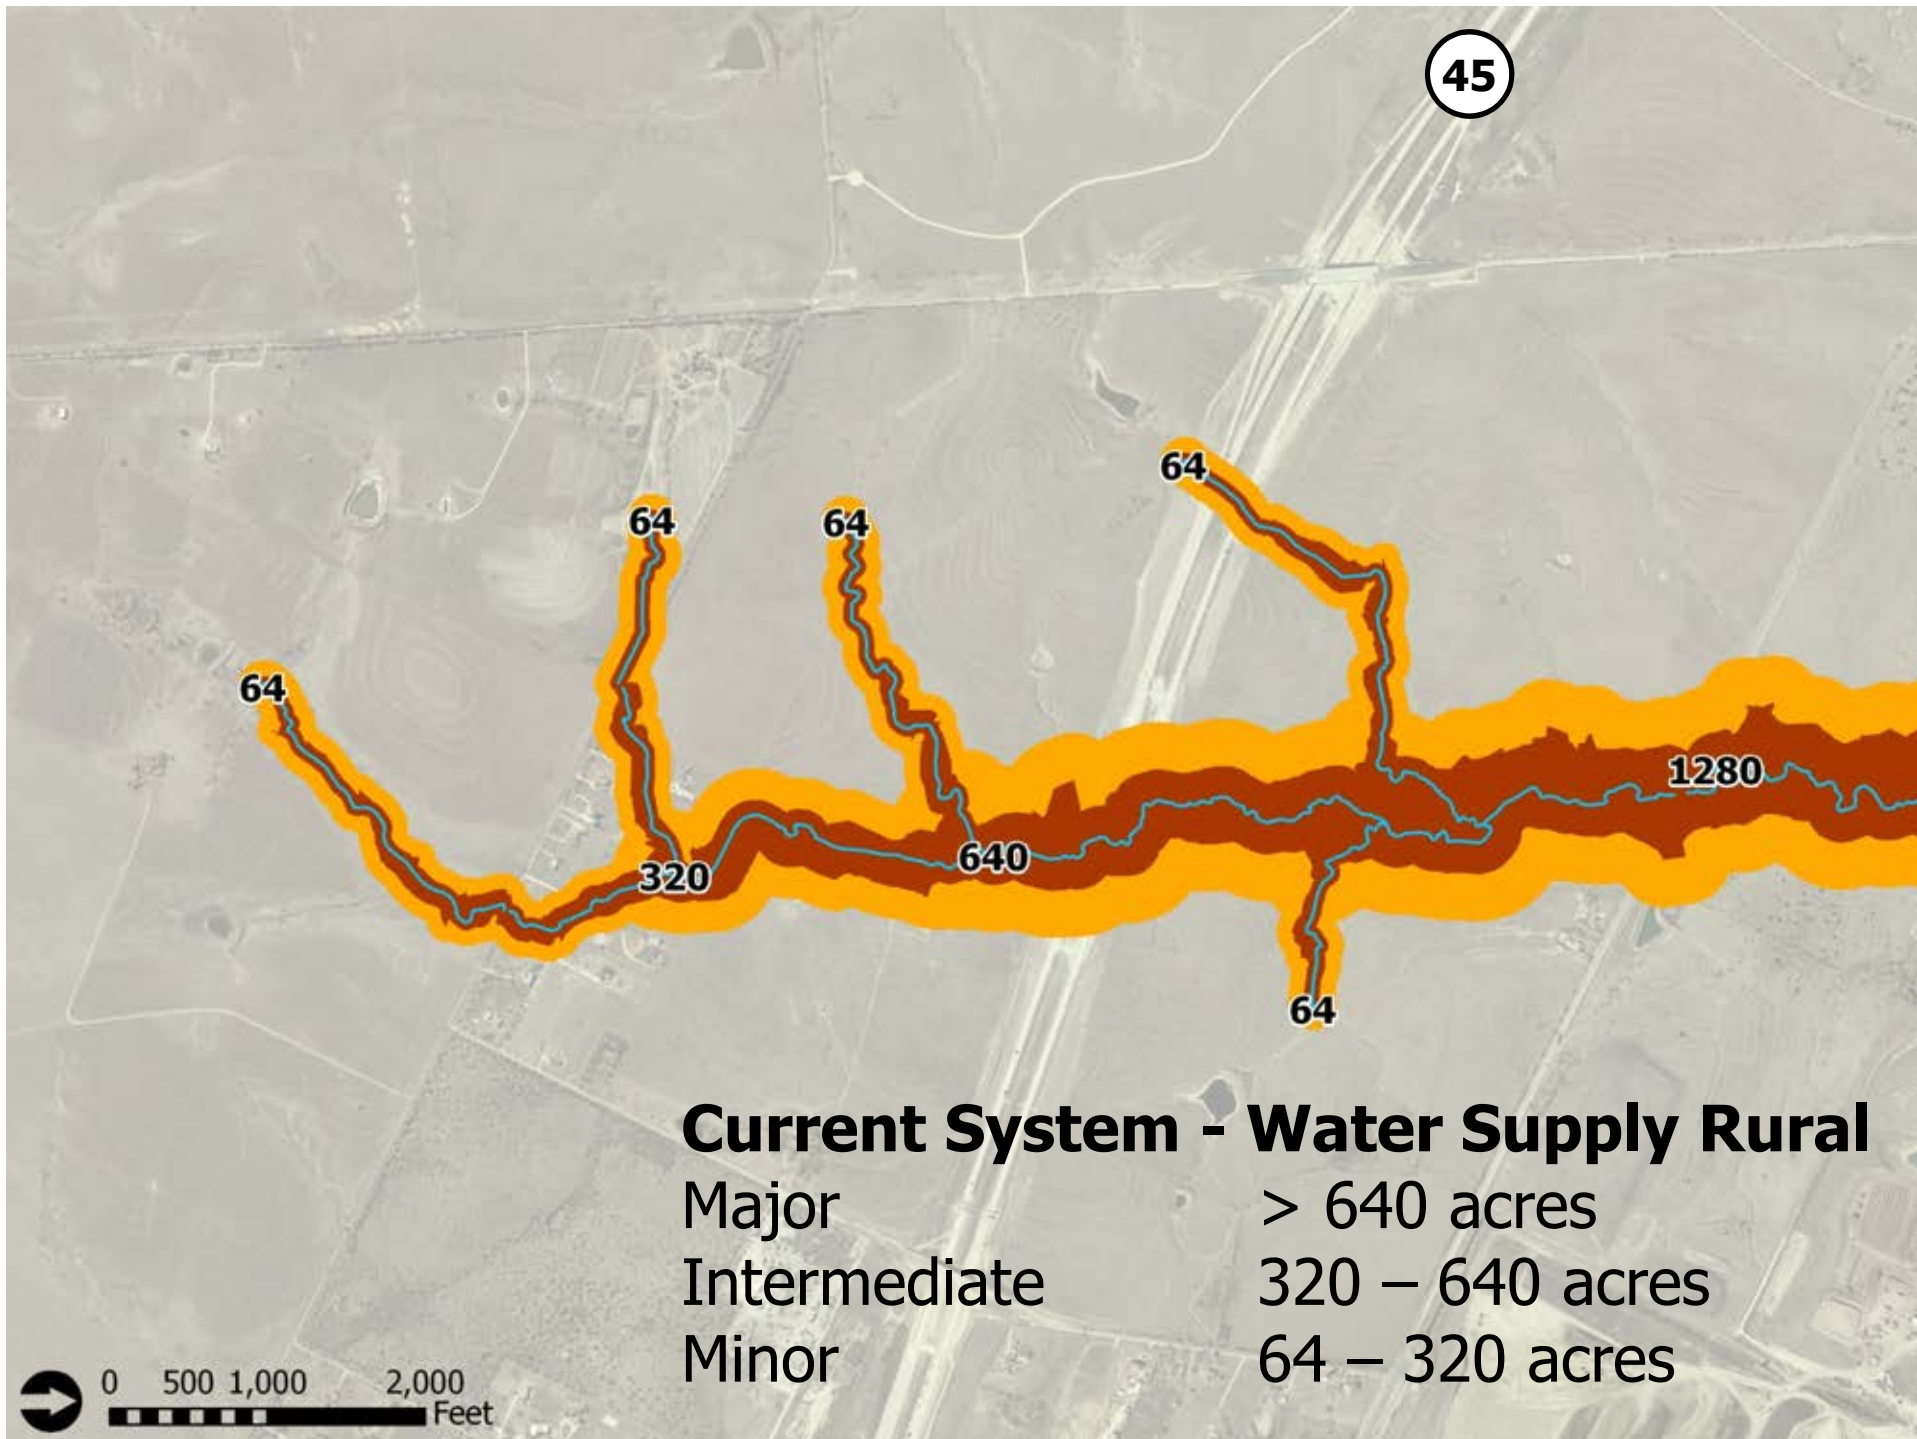 45
64
64
64
64
1280
640
320
64
Current System - Water Supply Rural
Major > 640 acres
Intermediate 320 – 640 acres
Minor 64 – 320 acres
0 500 1,000 2,000
Feet